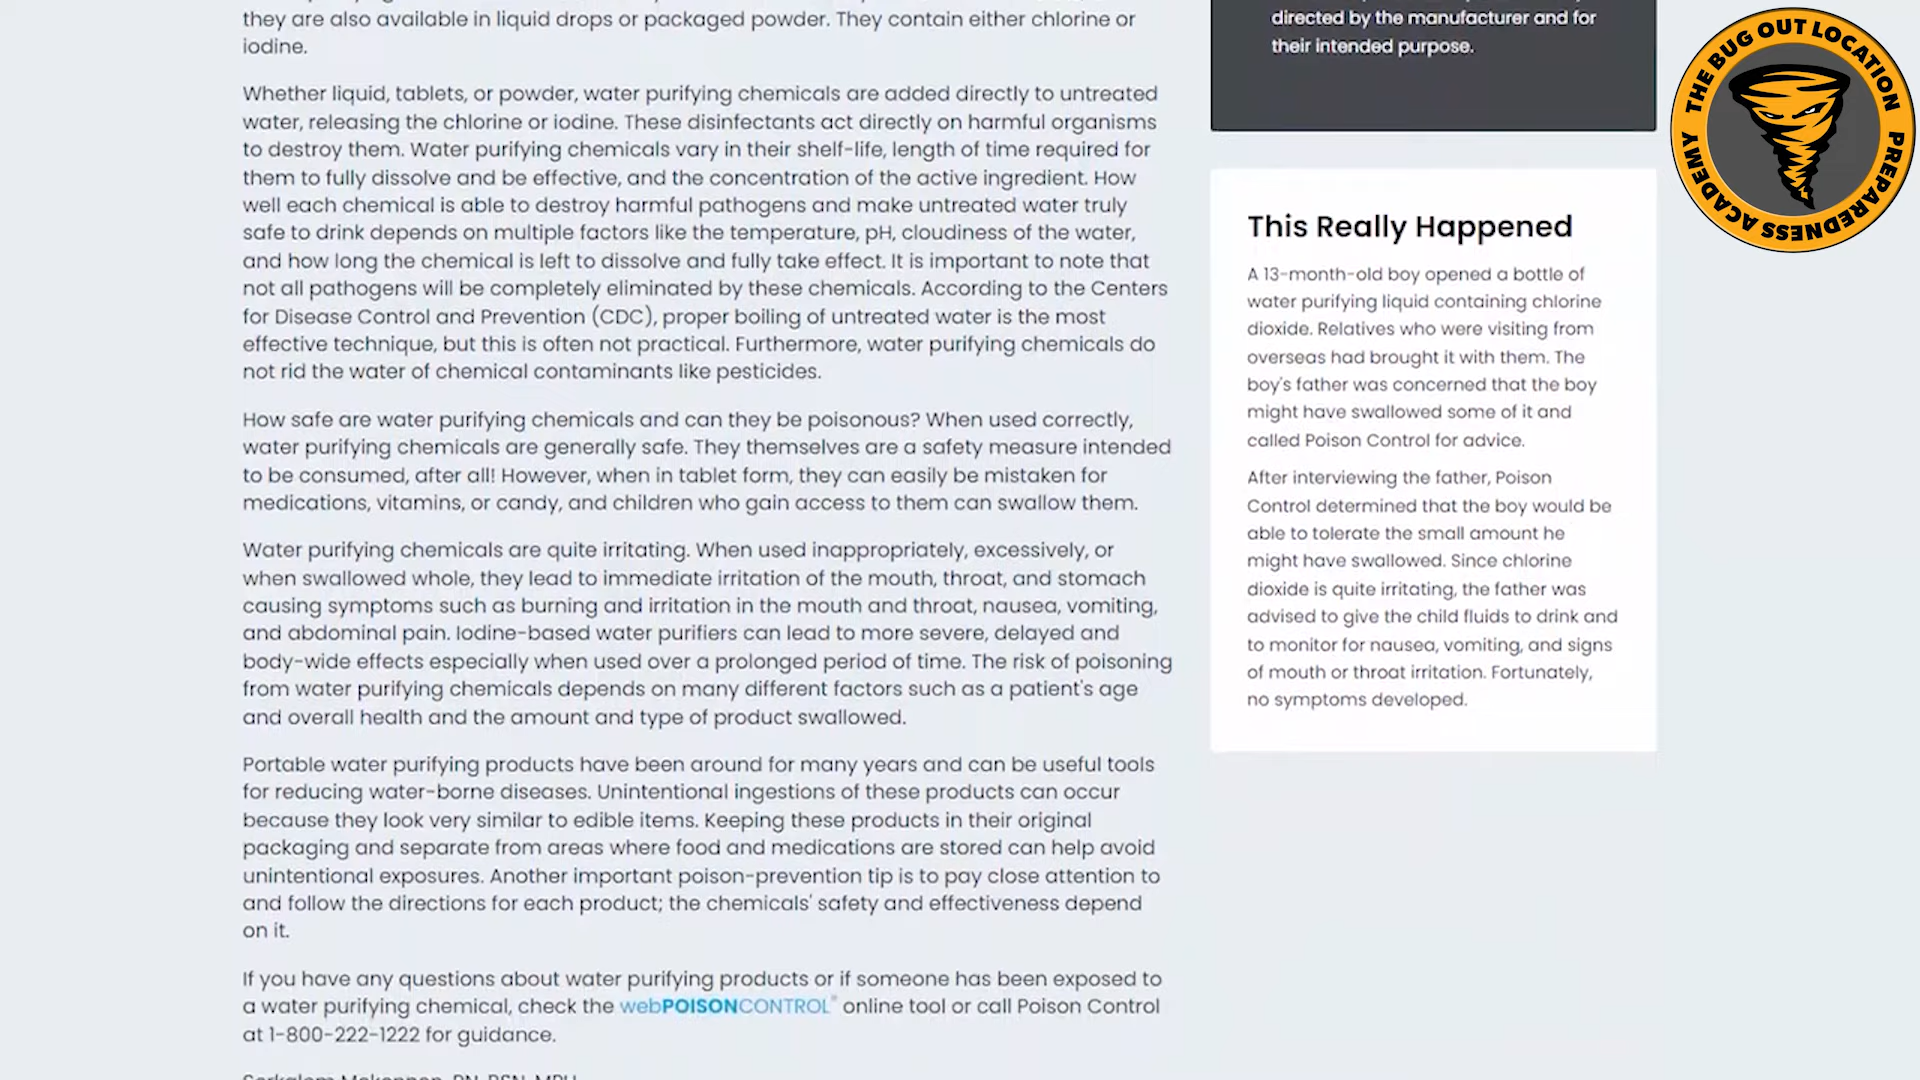 they are also available in liquid drops or packaged powder. They contain either chlorine or
iodine.
Whether liquid, tablets, or powder, water purifying chemicals are added directly to untreated
water, releasing the chlorine or iodine. These disinfectants act directly on harmful organisms
to destroy them. Water purifying chemicals vary in their shelf-life, length of time required for
them to fully dissolve and be effective, and the concentration of the active ingredient. How
well each chemical is able to destroy harmful pathogens and make untreated water truly
safe to drink depends on multiple factors like the temperature, pH, cloudiness of the water,
and how long the chemical is left to dissolve and fully take effect. It is important to note that
not all pathogens will be completely eliminated by these chemicals. According to the Centers
for Disease Control and Prevention (CDC), proper boiling of untreated water is the most
effective technique, but this is often not practical. Furthermore, water purifying chemicals do
not rid the water of chemical contaminants like pesticides.
How safe are water purifying chemicals and can they be poisonous? When used correctly,
water purifying chemicals are generally safe. They themselves are a safety measure intended
to be consumed, after all! However, when in tablet form, they can easily be mistaken for
medications, vitamins, or candy, and children who gain access to them can swallow them.
Water purifying chemicals are quite irritating. When used inappropriately, excessively, or
when swallowed whole, they lead to immediate irritation of the mouth, throat, and stomach
causing symptoms such as burning and irritation in the mouth and throat, nausea, vomiting,
and abdominal pain. Iodine-based water purifiers can lead to more severe, delayed and
body-wide effects especially when used over a prolonged period of time. The risk of poisoning
from water purifying chemicals depends on many different factors such as a patient's age
and overall health and the amount and type of product swallowed.
Portable water purifying products have been around for many years and can be useful tools
for reducing water-borne diseases. Unintentional ingestions of these products can occur
because they look very similar to edible items. Keeping these products in their original
packaging and separate from areas where food and medications are stored can help avoid
unintentional exposures. Another important poison-prevention tip is to pay close attention to
and follow the directions for each product; the chemicals' safety and effectiveness depend
on it.
If you have any questions about water purifying products or if someone has been exposed to
a water purifying chemical, check the webPOISONCONTROL® online tool or call Poison Control
at 1-800-222-1222 for guidance.
directed by the manufacturer and for
their intended purpose.
This Really Happened
A 13-month-old boy opened a bottle of
water purifying liquid containing chlorine
dioxide. Relatives who were visiting from
overseas had brought it with them. The
boy's father was concerned that the boy
might have swallowed some of it and
called Poison Control for advice.
After interviewing the father, Poison
Control determined that the boy would be
able to tolerate the small amount he
might have swallowed. Since chlorine
dioxide is quite irritating, the father was
advised to give the child fluids to drink and
to monitor for nausea, vomiting, and signs
of mouth or throat irritation. Fortunately,
no symptoms developed.
THE BUG OUT LOCATION
PREPAREDNESS ACADEMY